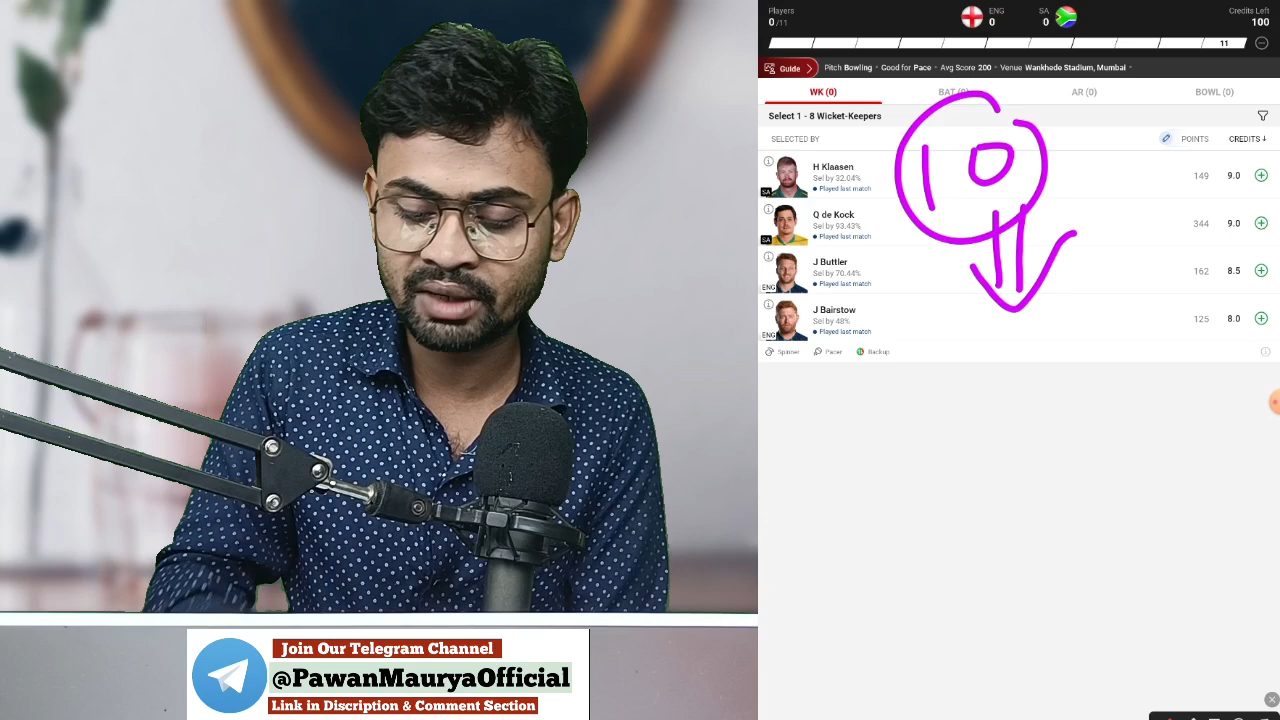 Players
0/11
ENG
0
SA
0
Credits Left
100
11
Guide
Pitch Bowling • Good for Pace • Avg Score 200 • Venue Wankhede Stadium, Mumbai •
WK (0)
BAT (0)
AR (0)
BOWL (0)
Select 1 - 8 Wicket-Keepers
SELECTED BY
POINTS
CREDITS ↓
H Klaasen
Sel by 32.04%
Played last match
SA
149
9.0
Q de Kock
Sel by 93.43%
Played last match
SA
344
9.0
J Buttler
Sel by 70.44%
Played last match
ENG
162
8.5
J Bairstow
Sel by 48%
Played last match
ENG
125
8.0
10
Spinner
Pacer
Backup
Join Our Telegram Channel
@PawanMauryaOfficial
Link in Discription & Comment Section